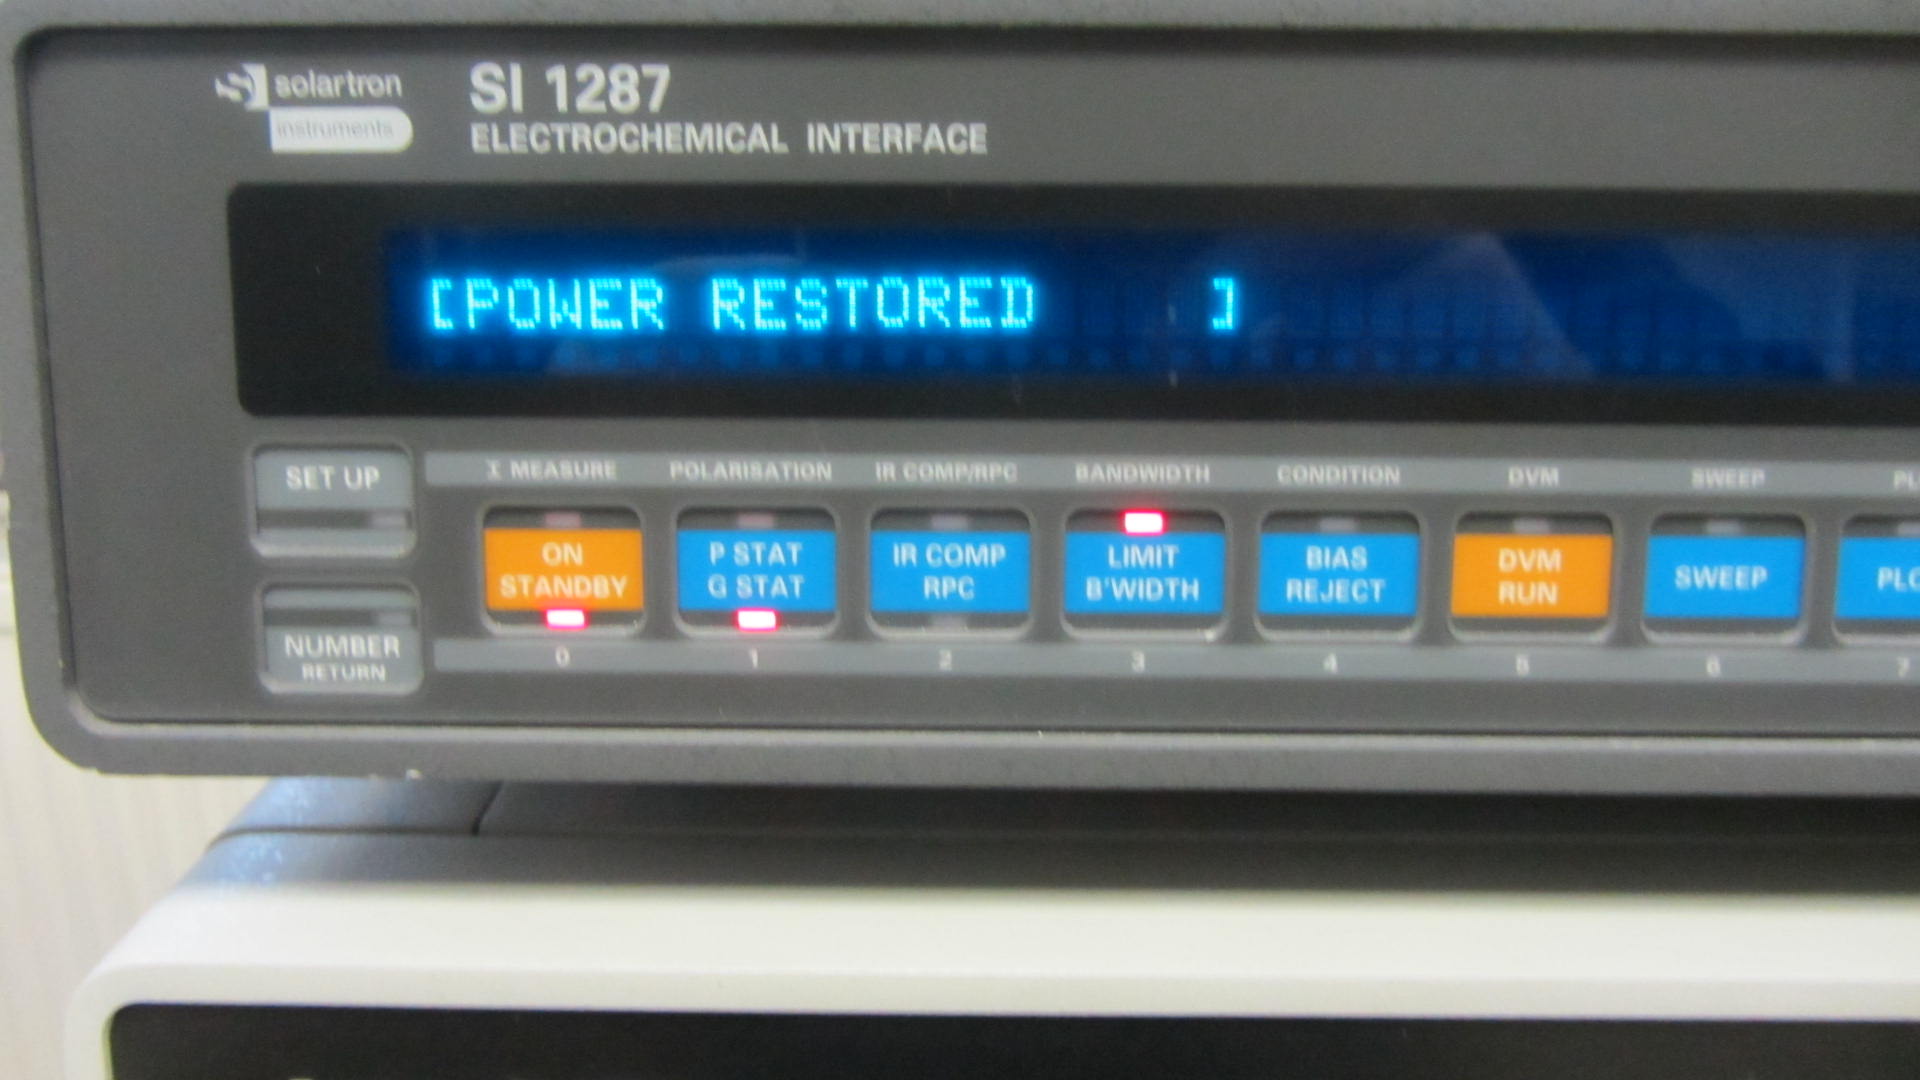 solartron
instruments
SI 1287
ELECTROCHEMICAL INTERFACE
[POWER RESTORED ]
SET UP
I MEASURE POLARISATION IR COMP/RPC BANDWIDTH CONDITION DVM SWEEP
ON P STAT IR COMP LIMIT BIAS DVM SWEEP
STANDBY G STAT RPC B'WIDTH REJECT RUN
NUMBER
RETURN
0 1 2 3 4 5 6 7